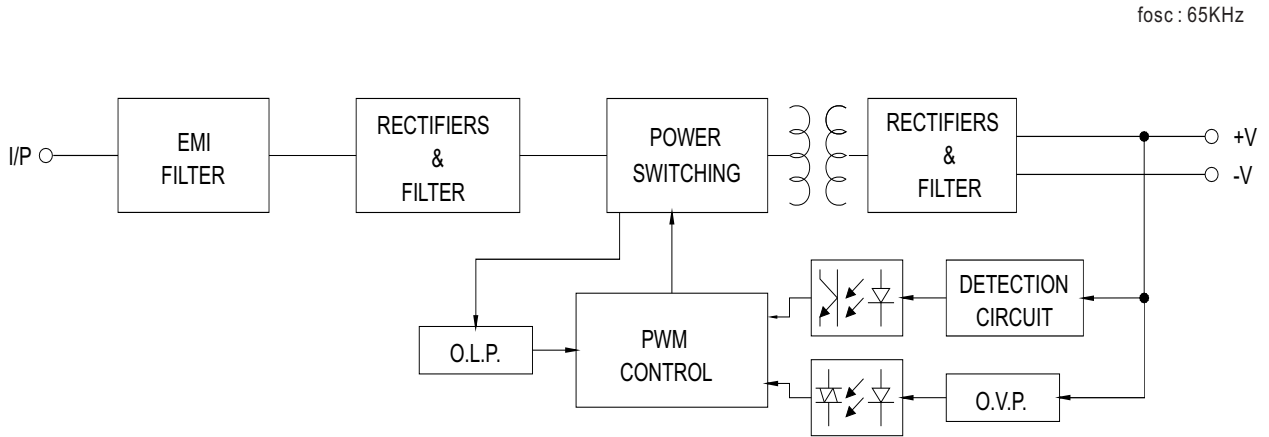 fosc : 65KHz
I/P
EMI
FILTER
RECTIFIERS
&
FILTER
POWER
SWITCHING
RECTIFIERS
&
FILTER
+V
-V
O.L.P.
PWM
CONTROL
DETECTION
CIRCUIT
O.V.P.